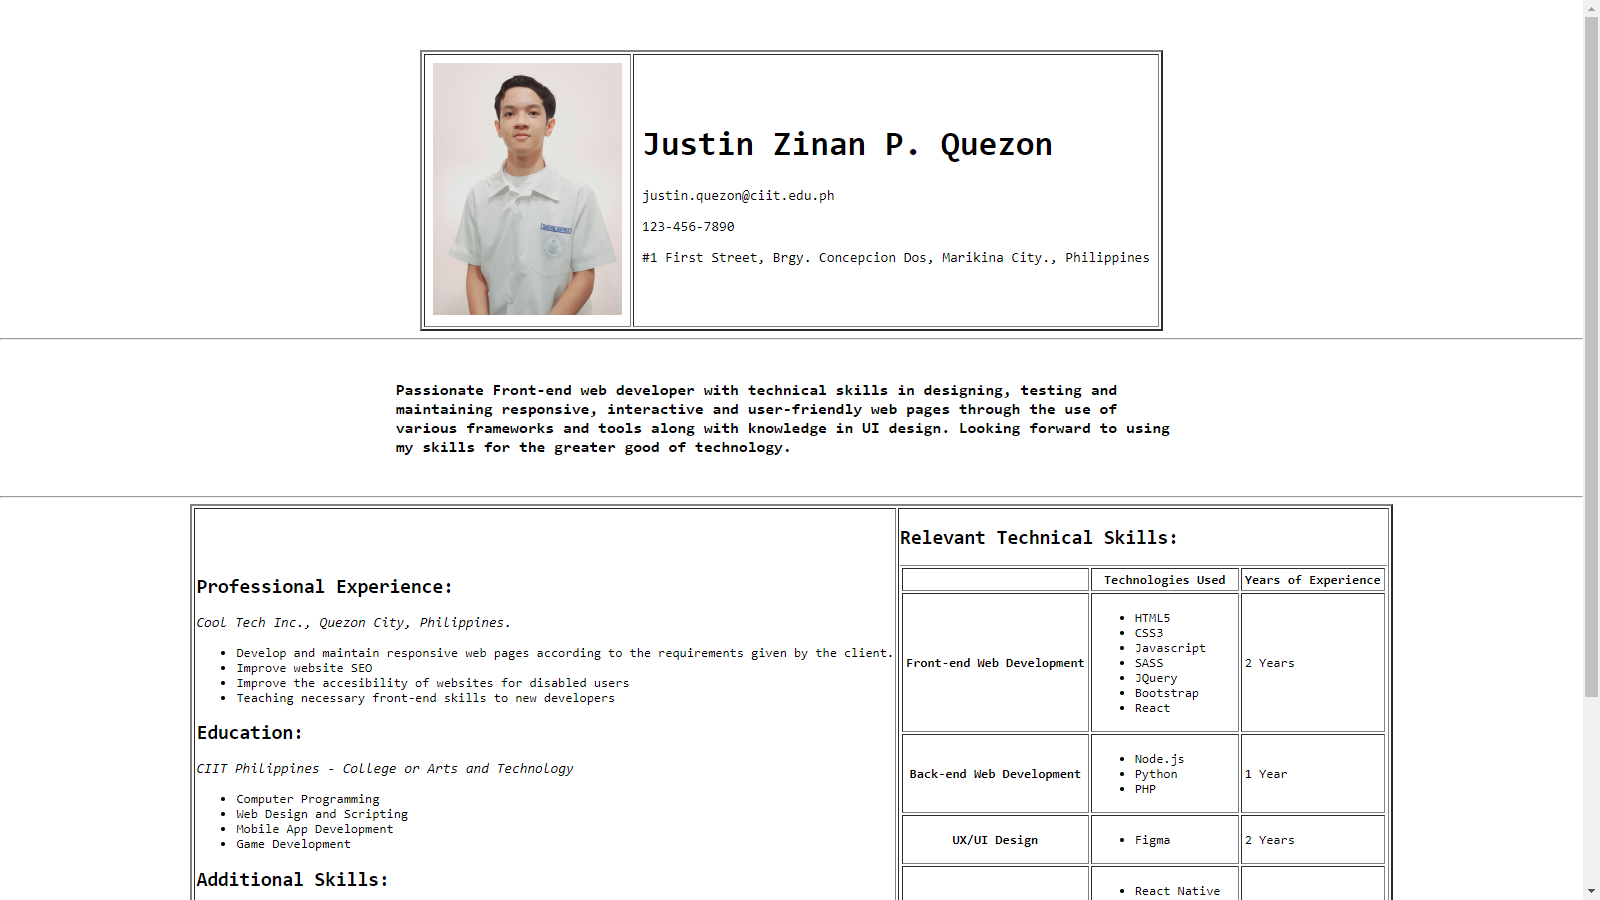 Justin Zinan P. Quezon
justin.quezon@ciit.edu.ph
123-456-7890
#1 First Street, Brgy. Concepcion Dos, Marikina City., Philippines
Passionate Front-end web developer with technical skills in designing, testing and
maintaining responsive, interactive and user-friendly web pages through the use of
various frameworks and tools along with knowledge in UI design. Looking forward to using
my skills for the greater good of technology.
Professional Experience:
Cool Tech Inc., Quezon City, Philippines.
Develop and maintain responsive web pages according to the requirements given by the client.
Improve website SEO
Improve the accesibility of websites for disabled users
Teaching necessary front-end skills to new developers
Education:
CIIT Philippines - College or Arts and Technology
Computer Programming
Web Design and Scripting
Mobile App Development
Game Development
Additional Skills:
Relevant Technical Skills:
Technologies Used
Years of Experience
Front-end Web Development
HTML5
CSS3
Javascript
SASS
JQuery
Bootstrap
React
2 Years
Back-end Web Development
Node.js
Python
PHP
1 Year
UX/UI Design
Figma
2 Years
React Native